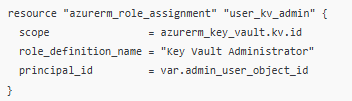 resource "azurerm_role_assignment" "user_kv_admin" {
  scope                = azurerm_key_vault.kv.id
  role_definition_name = "Key Vault Administrator"
  principal_id         = var.admin_user_object_id
}